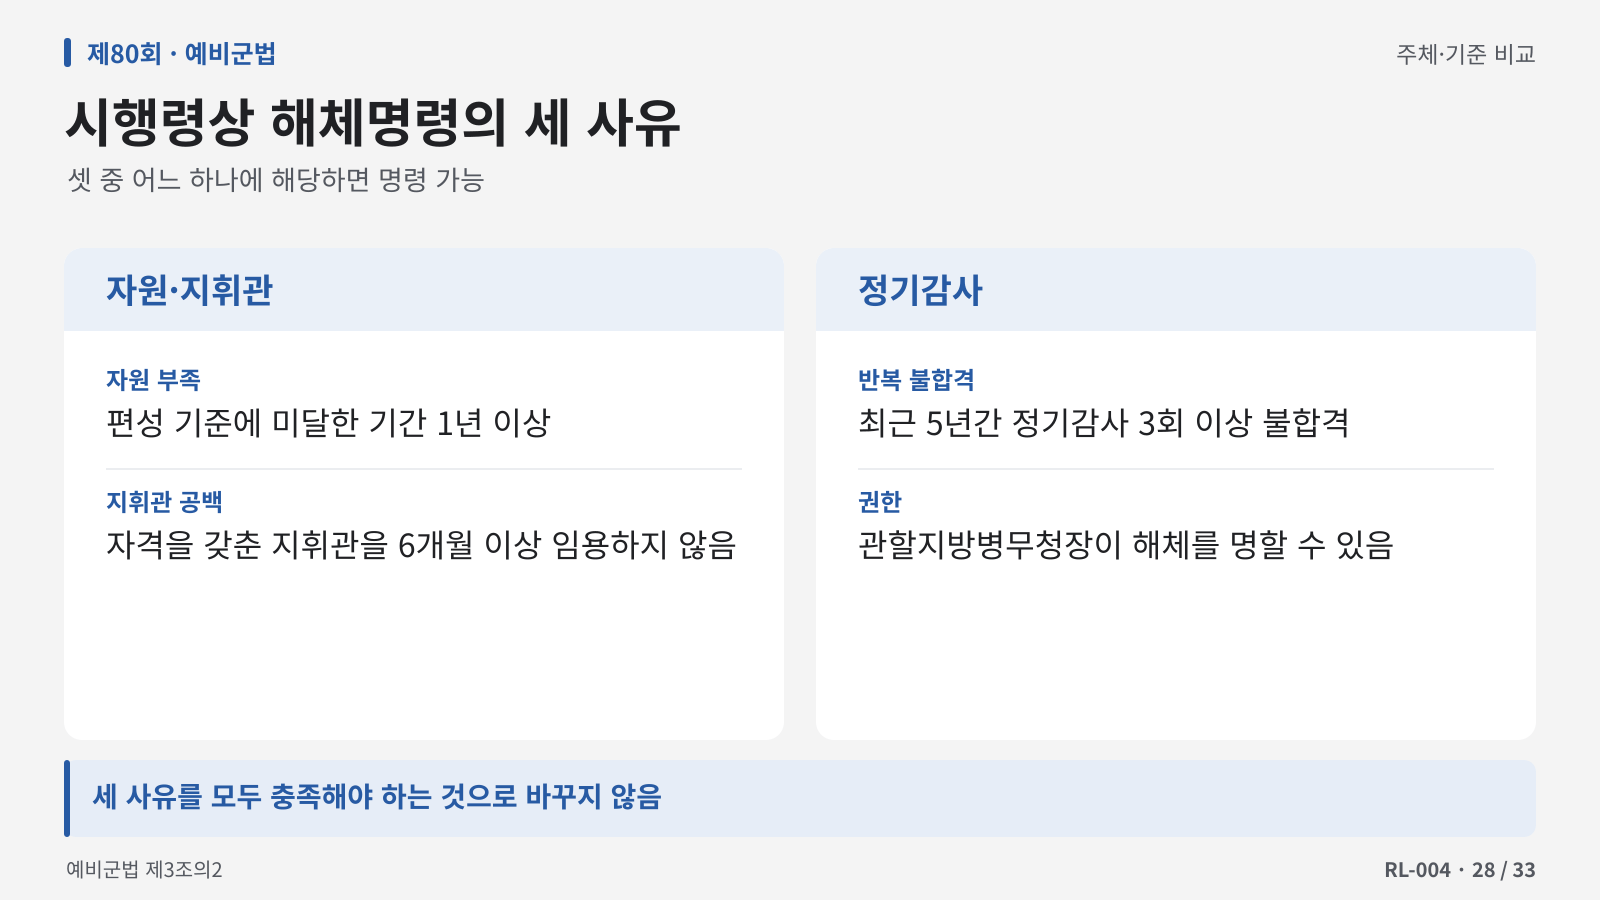 제80회 · 예비군법
주체·기준 비교
시행령상 해체명령의 세 사유
셋 중 어느 하나에 해당하면 명령 가능
자원·지휘관
자원 부족
편성 기준에 미달한 기간 1년 이상
지휘관 공백
자격을 갖춘 지휘관을 6개월 이상 임용하지 않음
정기감사
반복 불합격
최근 5년간 정기감사 3회 이상 불합격
권한
관할지방병무청장이 해체를 명할 수 있음
세 사유를 모두 충족해야 하는 것으로 바꾸지 않음
예비군법 제3조의2
RL-004 · 28 / 33